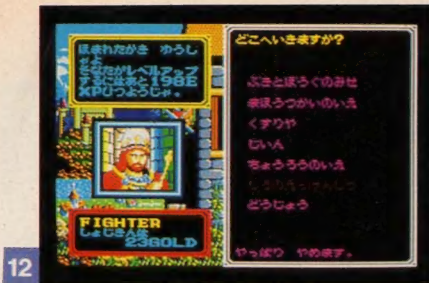 ほまれたかき ゆうし
ゃよ
そなたがレベルアップ
するにはあと198E
XPひつようじゃ。
FIGHTER
しょじきんは
23GOLD
どこへいきますか?
ぶきとぼうぐのみせ
まほうつかいのいえ
くすりや
じいん
ちょうろうのいえ
どうじょう
やっぱり やめます。
12